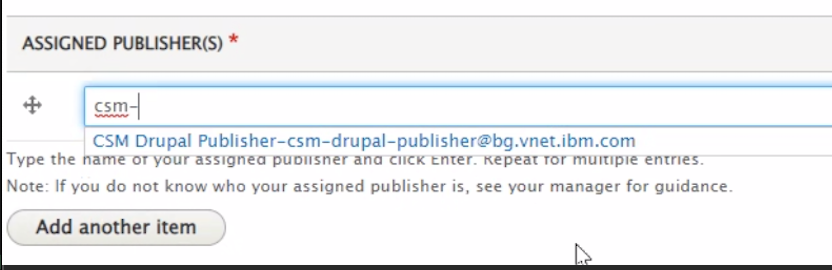 ASSIGNED PUBLISHER(S) *
csm-
CSM Drupal Publisher-csm-drupal-publisher@bg.vnet.ibm.com
Type the name of your assigned publisher and click Enter. Repeat for multiple entries.
Note: If you do not know who your assigned publisher is, see your manager for guidance.
Add another item